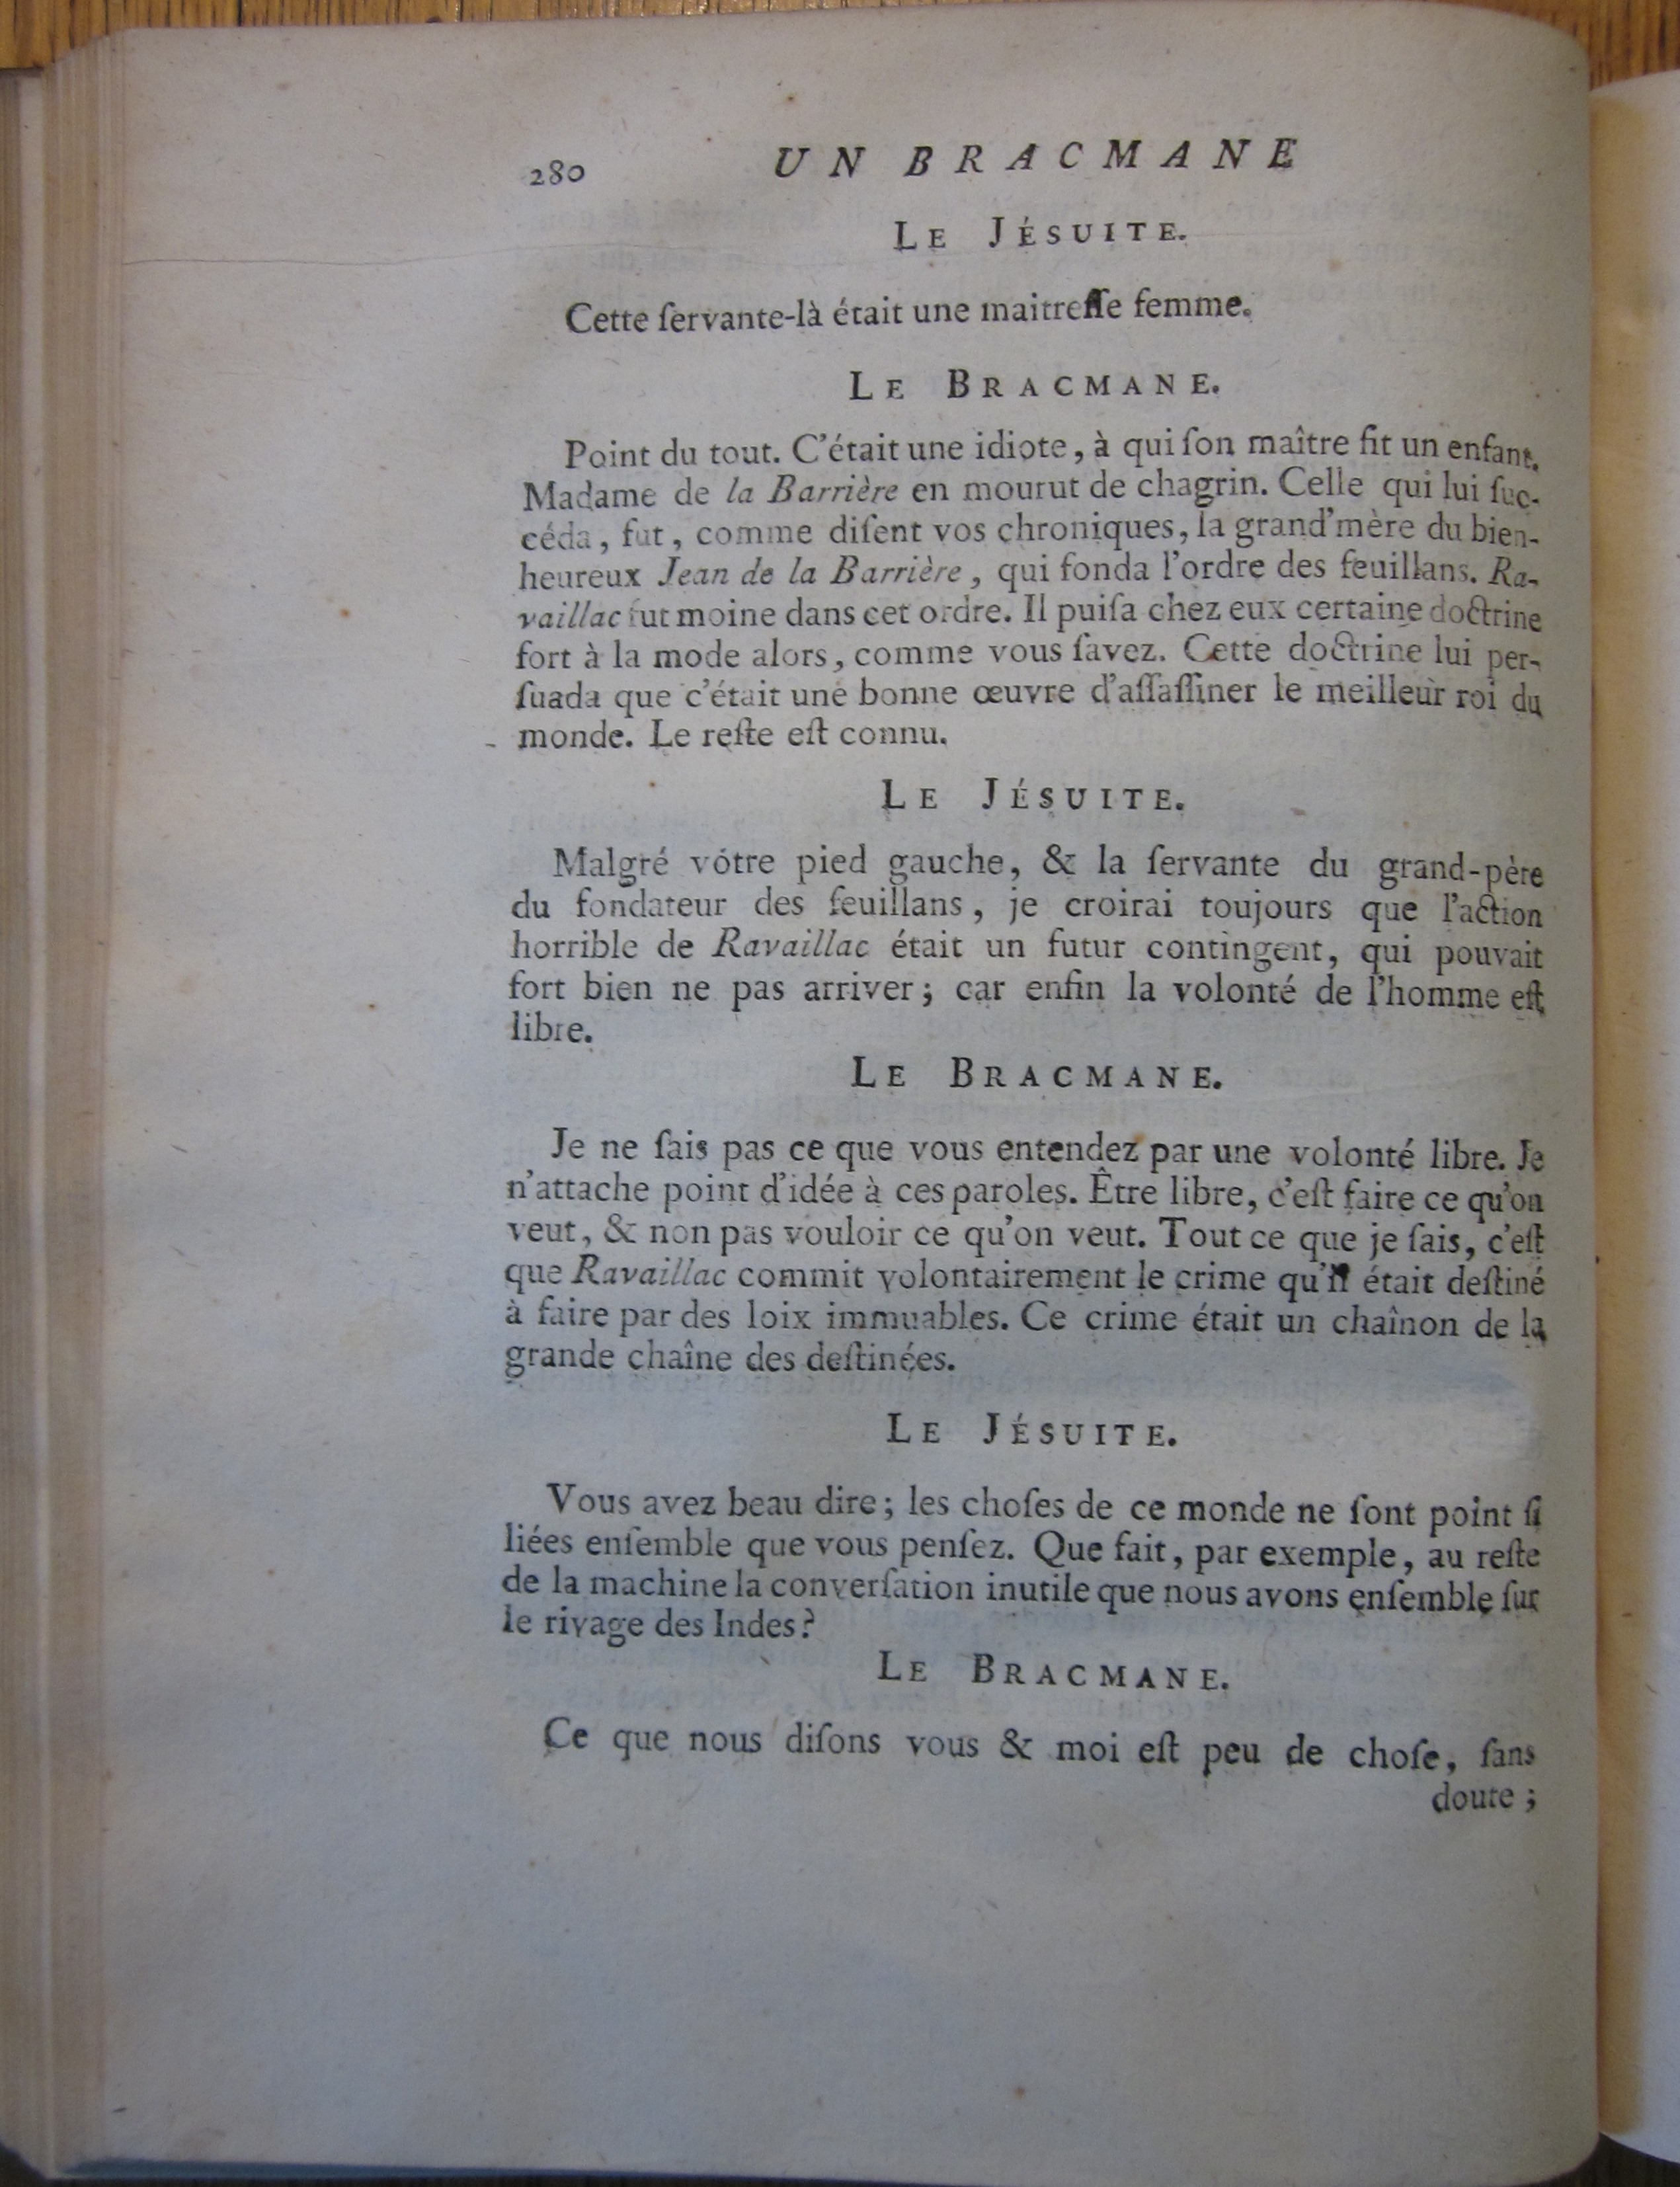 280 UN BRACMANE
LE JÉSUITE.
Cette ſervante-là était une maitreſſe femme.
LE BRACMANE.
Point du tout. C'était une idiote, à qui ſon maître fit un enfant.
Madame de la Barrière en mourut de chagrin. Celle qui lui ſuc-
céda, fut, comme diſent vos chroniques, la grand'mère du bien-
heureux Jean de la Barrière, qui fonda l'ordre des feuillans. Ra-
vaillac fut moine dans cet ordre. Il puiſa chez eux certaine doctrine
fort à la mode alors, comme vous ſavez. Cette doctrine lui per-
ſuada que c'était une bonne œuvre d'aſſaſſiner le meilleur roi du
monde. Le reſte eſt connu.
LE JÉSUITE.
Malgré vôtre pied gauche, & la ſervante du grand-père
du fondateur des feuillans, je croirai toujours que l'action
horrible de Ravaillac était un futur contingent, qui pouvait
fort bien ne pas arriver; car enfin la volonté de l'homme eſt
libre.
LE BRACMANE.
Je ne ſais pas ce que vous entendez par une volonté libre. Je
n'attache point d'idée à ces paroles. Être libre, c'eſt faire ce qu'on
veut, & non pas vouloir ce qu'on veut. Tout ce que je ſais, c'eſt
que Ravaillac commit volontairement le crime qu'il était deſtiné
à faire par des loix immuables. Ce crime était un chaînon de la
grande chaîne des deſtinées.
LE JÉSUITE.
Vous avez beau dire; les choſes de ce monde ne ſont point ſi
liées enſemble que vous penſez. Que fait, par exemple, au reſte
de la machine la converſation inutile que nous avons enſemble ſur
le rivage des Indes?
LE BRACMANE.
Ce que nous diſons vous & moi eſt peu de choſe, ſans
doute;